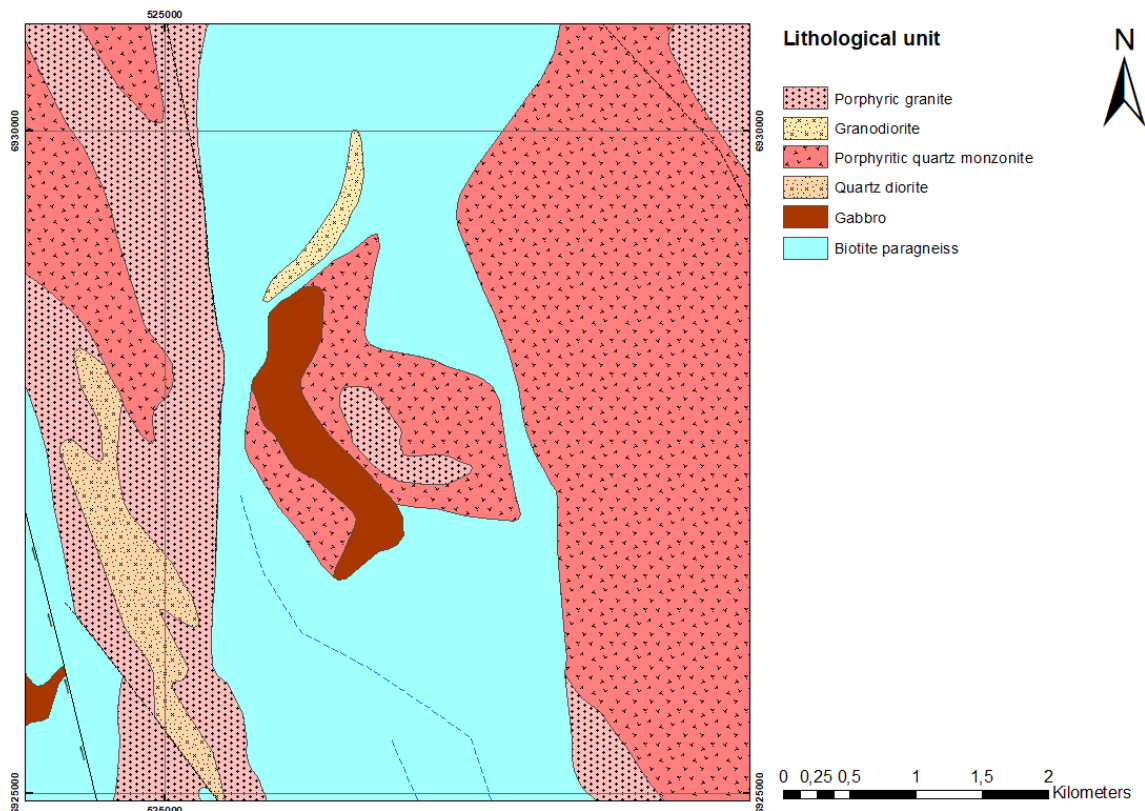 525000
Lithological unit
N
Porphyric granite
Granodiorite
Porphyritic quartz monzonite
Quartz diorite
Gabbro
Biotite paragneiss
6930000
6930000
6925000
6925000
525000
0 0,25 0,5 1 1,5 2
Kilometers